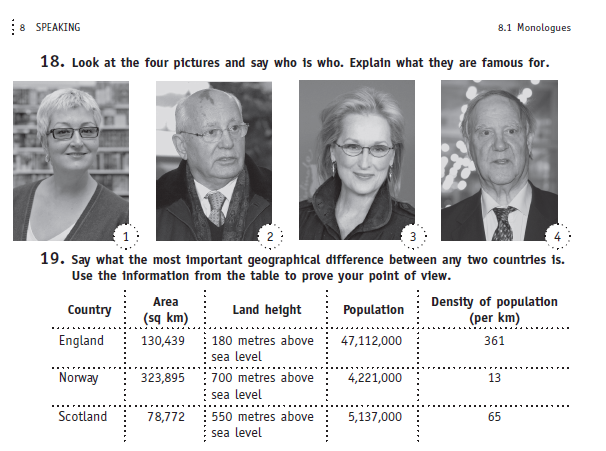 8 SPEAKING
8.1 Monologues
18. Look at the four pictures and say who is who. Explain what they are famous for.
1 2 3 4
19. Say what the most important geographical difference between any two countries is.
Use the information from the table to prove your point of view.
Country Area (sq km) Land height Population Density of population (per km)
England 130,439 180 metres above sea level 47,112,000 361
Norway 323,895 700 metres above sea level 4,221,000 13
Scotland 78,772 550 metres above sea level 5,137,000 65